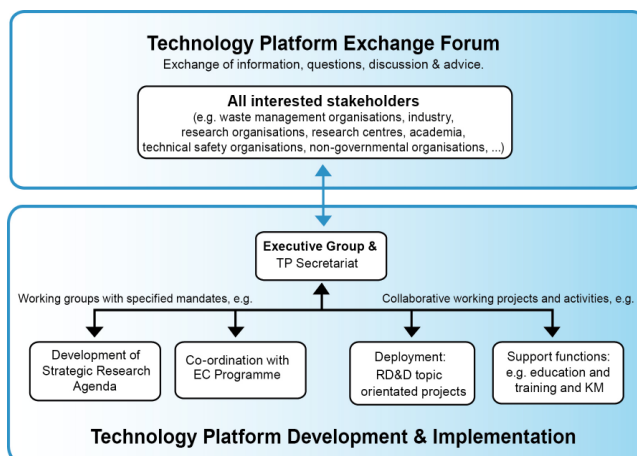 Technology Platform Exchange Forum
Exchange of information, questions, discussion & advice.
All interested stakeholders
(e.g. waste management organisations, industry,
research organisations, research centres, academia,
technical safety organisations, non-governmental organisations, ...)
Executive Group &
TP Secretariat
Working groups with specified mandates, e.g.
Collaborative working projects and activities, e.g.
Development of
Strategic Research
Agenda
Co-ordination with
EC Programme
Deployment:
RD&D topic
orientated projects
Support functions:
e.g. education and
training and KM
Technology Platform Development & Implementation